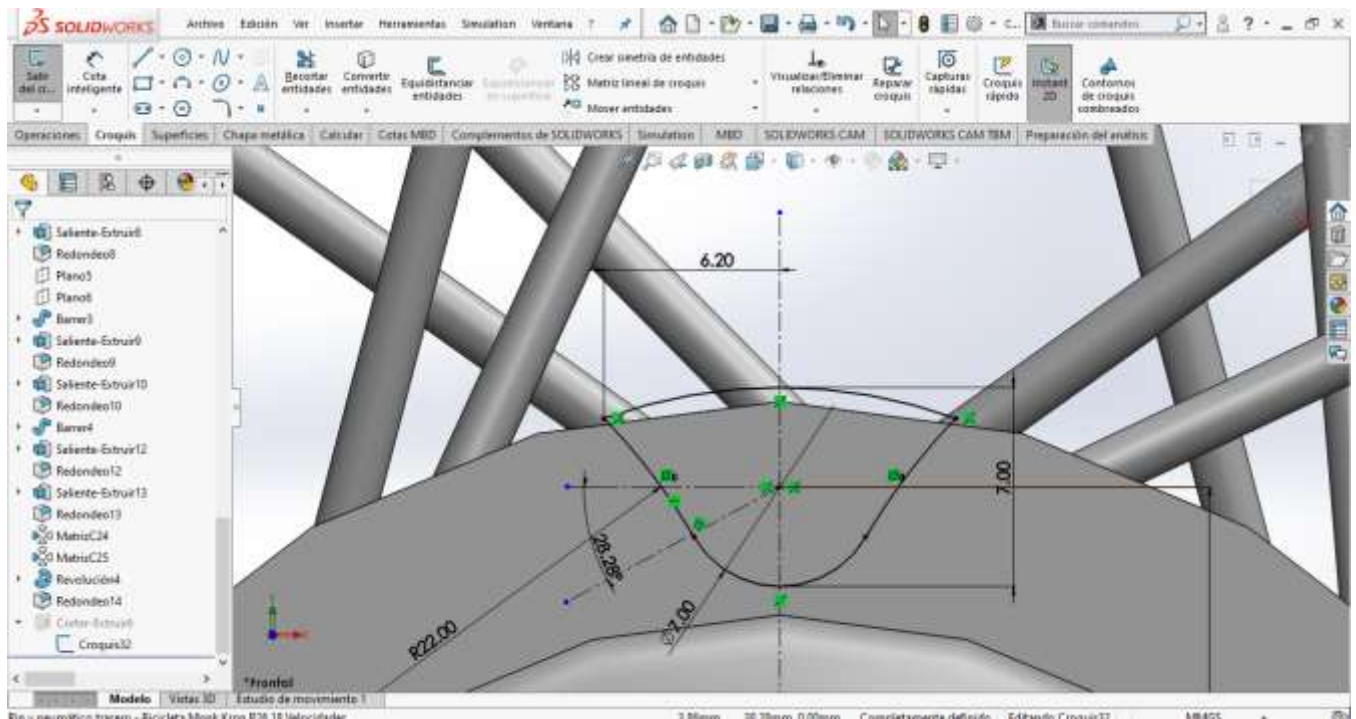 SOLIDWORKS Archivo Edición Ver Insertar Herramientas Simulation Ventana ?
Buscar comandos
Salir del cr...
Cota inteligente
Recortar entidades
Convertir entidades
Equidistanciar entidades
Crear simetría de entidades
Matriz lineal de croquis
Mover entidades
Visualizar/Eliminar relaciones
Reparar croquis
Capturas rápidas
Croquis rápido
Instant 2D
Contornos de croquis sombreados
Operaciones Croquis Superficies Chapa metálica Calcular Cotas MBD Complementos de SOLIDWORKS Simulation MBD SOLIDWORKS CAM SOLIDWORKS CAM TBM Preparación del análisis
Saliente-Extruir8
Redondeo8
Plano5
Plano6
Barrer3
Saliente-Extruir9
Redondeo9
Saliente-Extruir10
Redondeo10
Barrer4
Saliente-Extruir12
Redondeo12
Saliente-Extruir13
Redondeo13
MatrizC24
MatrizC25
Revolución4
Redondeo14
Croquis32
6.20
7.00
28.28°
R22.00
∅7.00
*Frontal
Modelo Vistas 3D Estudio de movimiento 1
Completamente definido Editando Croquis32 MMGS